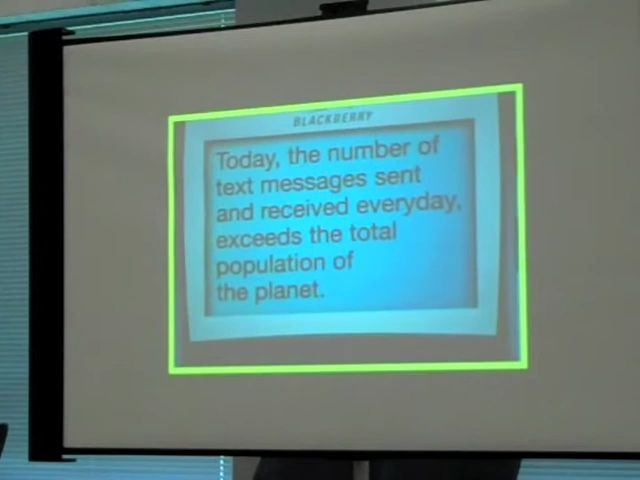 BLACKBERRY
Today, the number of
text messages sent
and received everyday,
exceeds the total
population of
the planet.